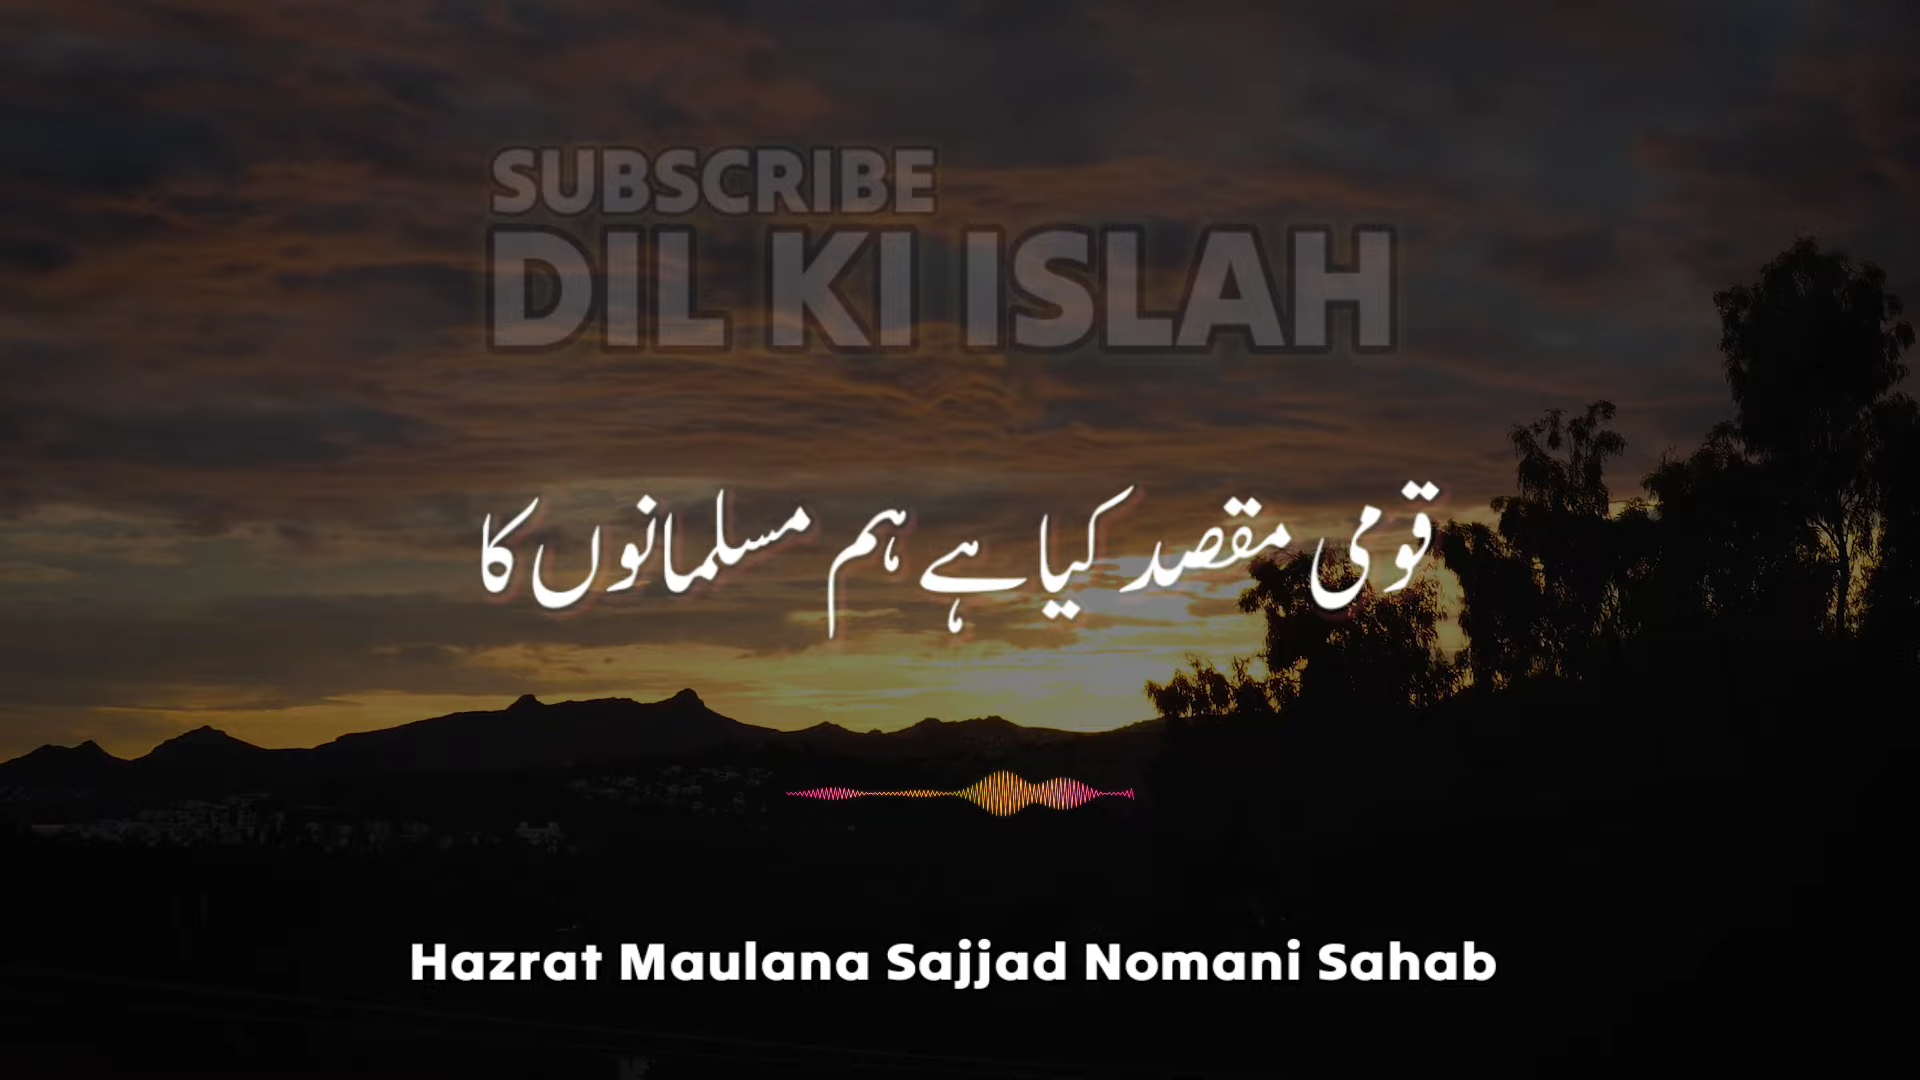 SUBSCRIBE
DIL KI ISLAH
قومی مقصد کیا ہے ہم مسلمانوں کا
Hazrat Maulana Sajjad Nomani Sahab